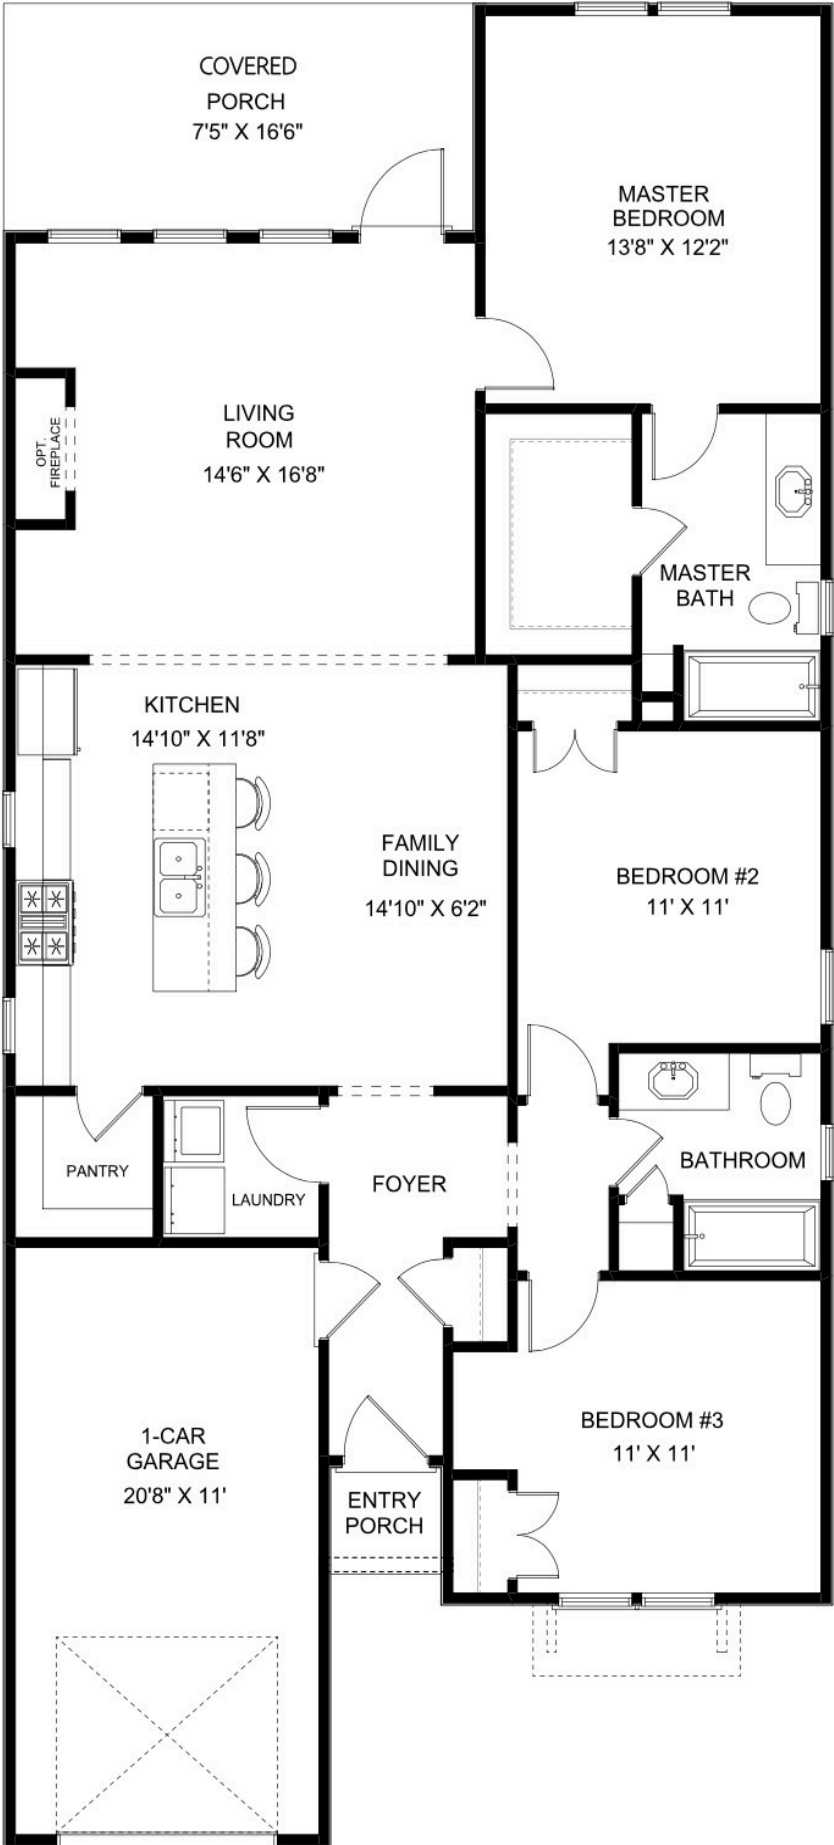 COVERED
PORCH
7'5" X 16'6"
MASTER
BEDROOM
13'8" X 12'2"
LIVING
ROOM
14'6" X 16'8"
OPT.
FIREPLACE
MASTER
BATH
KITCHEN
14'10" X 11'8"
FAMILY
DINING
14'10" X 6'2"
BEDROOM #2
11' X 11'
PANTRY
LAUNDRY
FOYER
BATHROOM
1-CAR
GARAGE
20'8" X 11'
ENTRY
PORCH
BEDROOM #3
11' X 11'